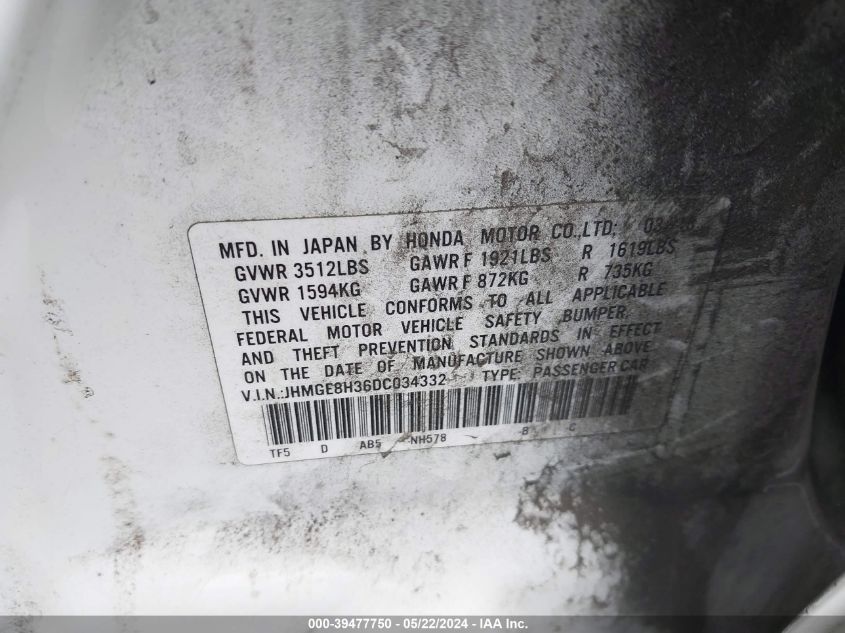 MFD. IN JAPAN BY HONDA MOTOR CO.,LTD;
GVWR 3512LBS GAWR F 1921LBS R 1619LBS
GVWR 1594KG GAWR F 872KG R 735KG
THIS VEHICLE CONFORMS TO ALL APPLICABLE
FEDERAL MOTOR VEHICLE SAFETY BUMPER,
AND THEFT PREVENTION STANDARDS IN EFFECT
ON THE DATE OF MANUFACTURE SHOWN ABOVE
V.I.N.:JHMGE8H36DC034332 TYPE: PASSENGER CAR
TF5 D AB5 NH578 B C
000-39477750 - 05/22/2024 - IAA Inc.